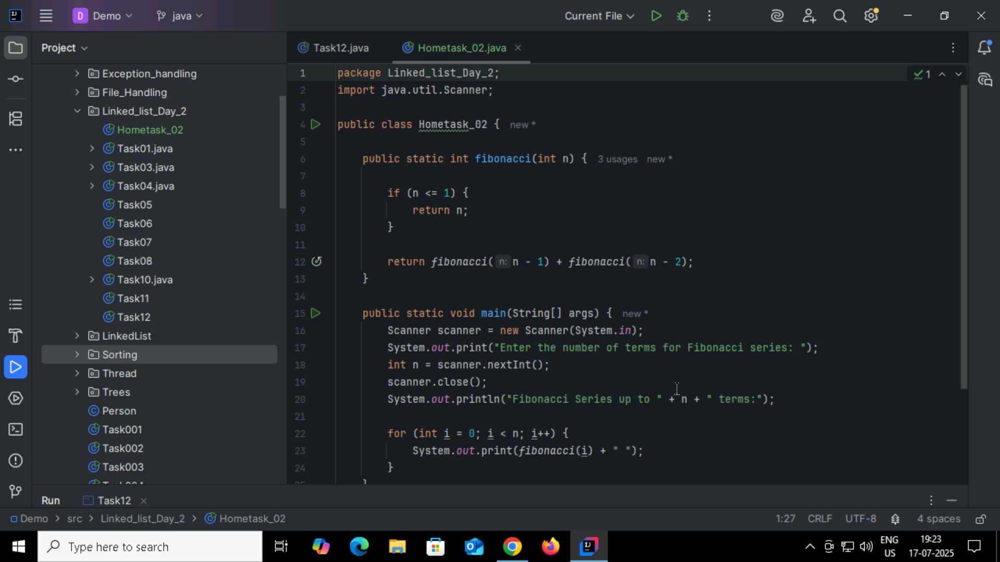 D Demo java Current File
Project
Exception_handling
File_Handling
Linked_list_Day_2
Hometask_02
Task01.java
Task03.java
Task04.java
Task05
Task06
Task07
Task08
Task10.java
Task11
Task12
LinkedList
Sorting
Thread
Trees
Person
Task001
Task002
Task003
Task12.java Hometask_02.java
1 package Linked_list_Day_2; 1
2 import java.util.Scanner;
3
4 public class Hometask_02 { new *
5
6 public static int fibonacci(int n) { 3 usages new *
7
8 if (n <= 1) {
9 return n;
10 }
11
12 return fibonacci( n: n - 1) + fibonacci( n: n - 2);
13 }
14
15 public static void main(String[] args) { new *
16 Scanner scanner = new Scanner(System.in);
17 System.out.print("Enter the number of terms for Fibonacci series: ");
18 int n = scanner.nextInt();
19 scanner.close();
20 System.out.println("Fibonacci Series up to " + n + " terms:");
21
22 for (int i = 0; i < n; i++) {
23 System.out.print(fibonacci(i) + " ");
24 }
Run Task12
Demo > src > Linked_list_Day_2 > Hometask_02 1:27 CRLF UTF-8 4 spaces
Type here to search
ENG
US
19:23
17-07-2025